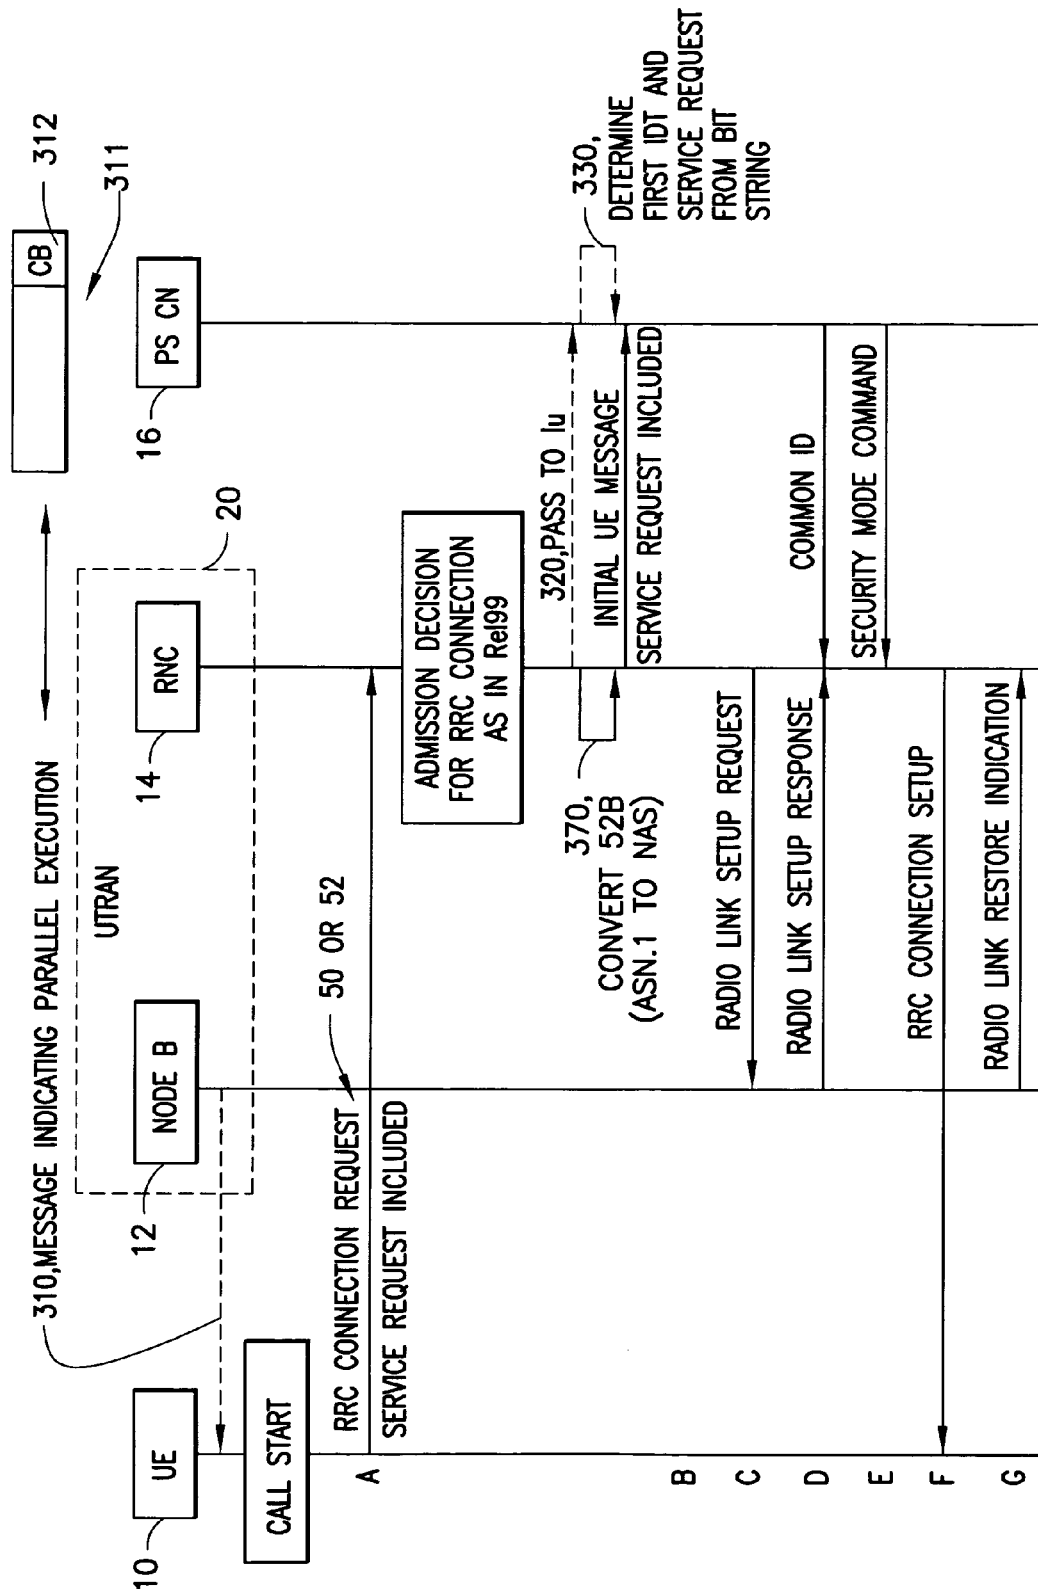 310,MESSAGE INDICATING PARALLEL EXECUTION
CB
312
311
UTRAN
20
10
UE
12
NODE B
14
RNC
16
PS CN
CALL START
A
RRC CONNECTION REQUEST
SERVICE REQUEST INCLUDED
50 OR 52
ADMISSION DECISION
FOR RRC CONNECTION
AS IN Rel99
320,PASS TO Iu
370,
CONVERT 52B
(ASN.1 TO NAS)
330,
DETERMINE
FIRST IDT AND
SERVICE REQUEST
FROM BIT
STRING
B
INITIAL UE MESSAGE
SERVICE REQUEST INCLUDED
C
RADIO LINK SETUP REQUEST
D
RADIO LINK SETUP RESPONSE
COMMON ID
E
SECURITY MODE COMMAND
F
RRC CONNECTION SETUP
G
RADIO LINK RESTORE INDICATION